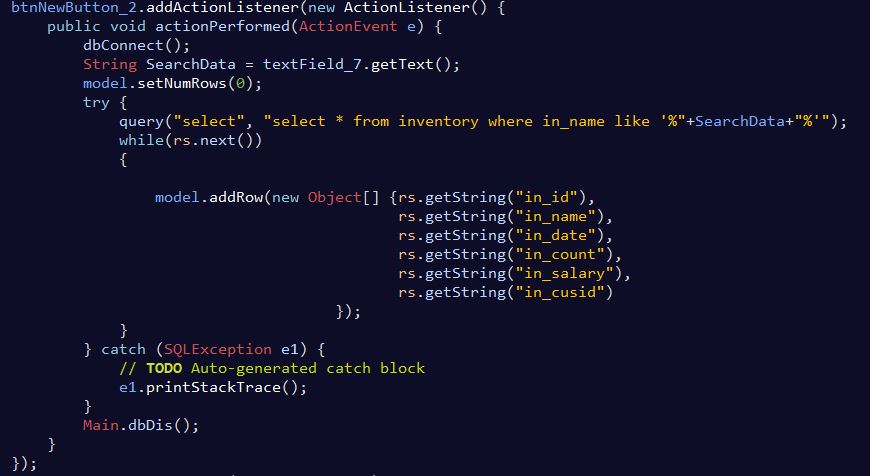 btnNewButton_2.addActionListener(new ActionListener() {
    public void actionPerformed(ActionEvent e) {
        dbConnect();
        String SearchData = textField_7.getText();
        model.setNumRows(0);
        try {
            query("select", "select * from inventory where in_name like '%"+SearchData+"%'");
            while(rs.next())
            {
                model.addRow(new Object[] {rs.getString("in_id"),
                                           rs.getString("in_name"),
                                           rs.getString("in_date"),
                                           rs.getString("in_count"),
                                           rs.getString("in_salary"),
                                           rs.getString("in_cusid")
                                    });
            }
        } catch (SQLException e1) {
            // TODO Auto-generated catch block
            e1.printStackTrace();
        }
        Main.dbDis();
    }
});